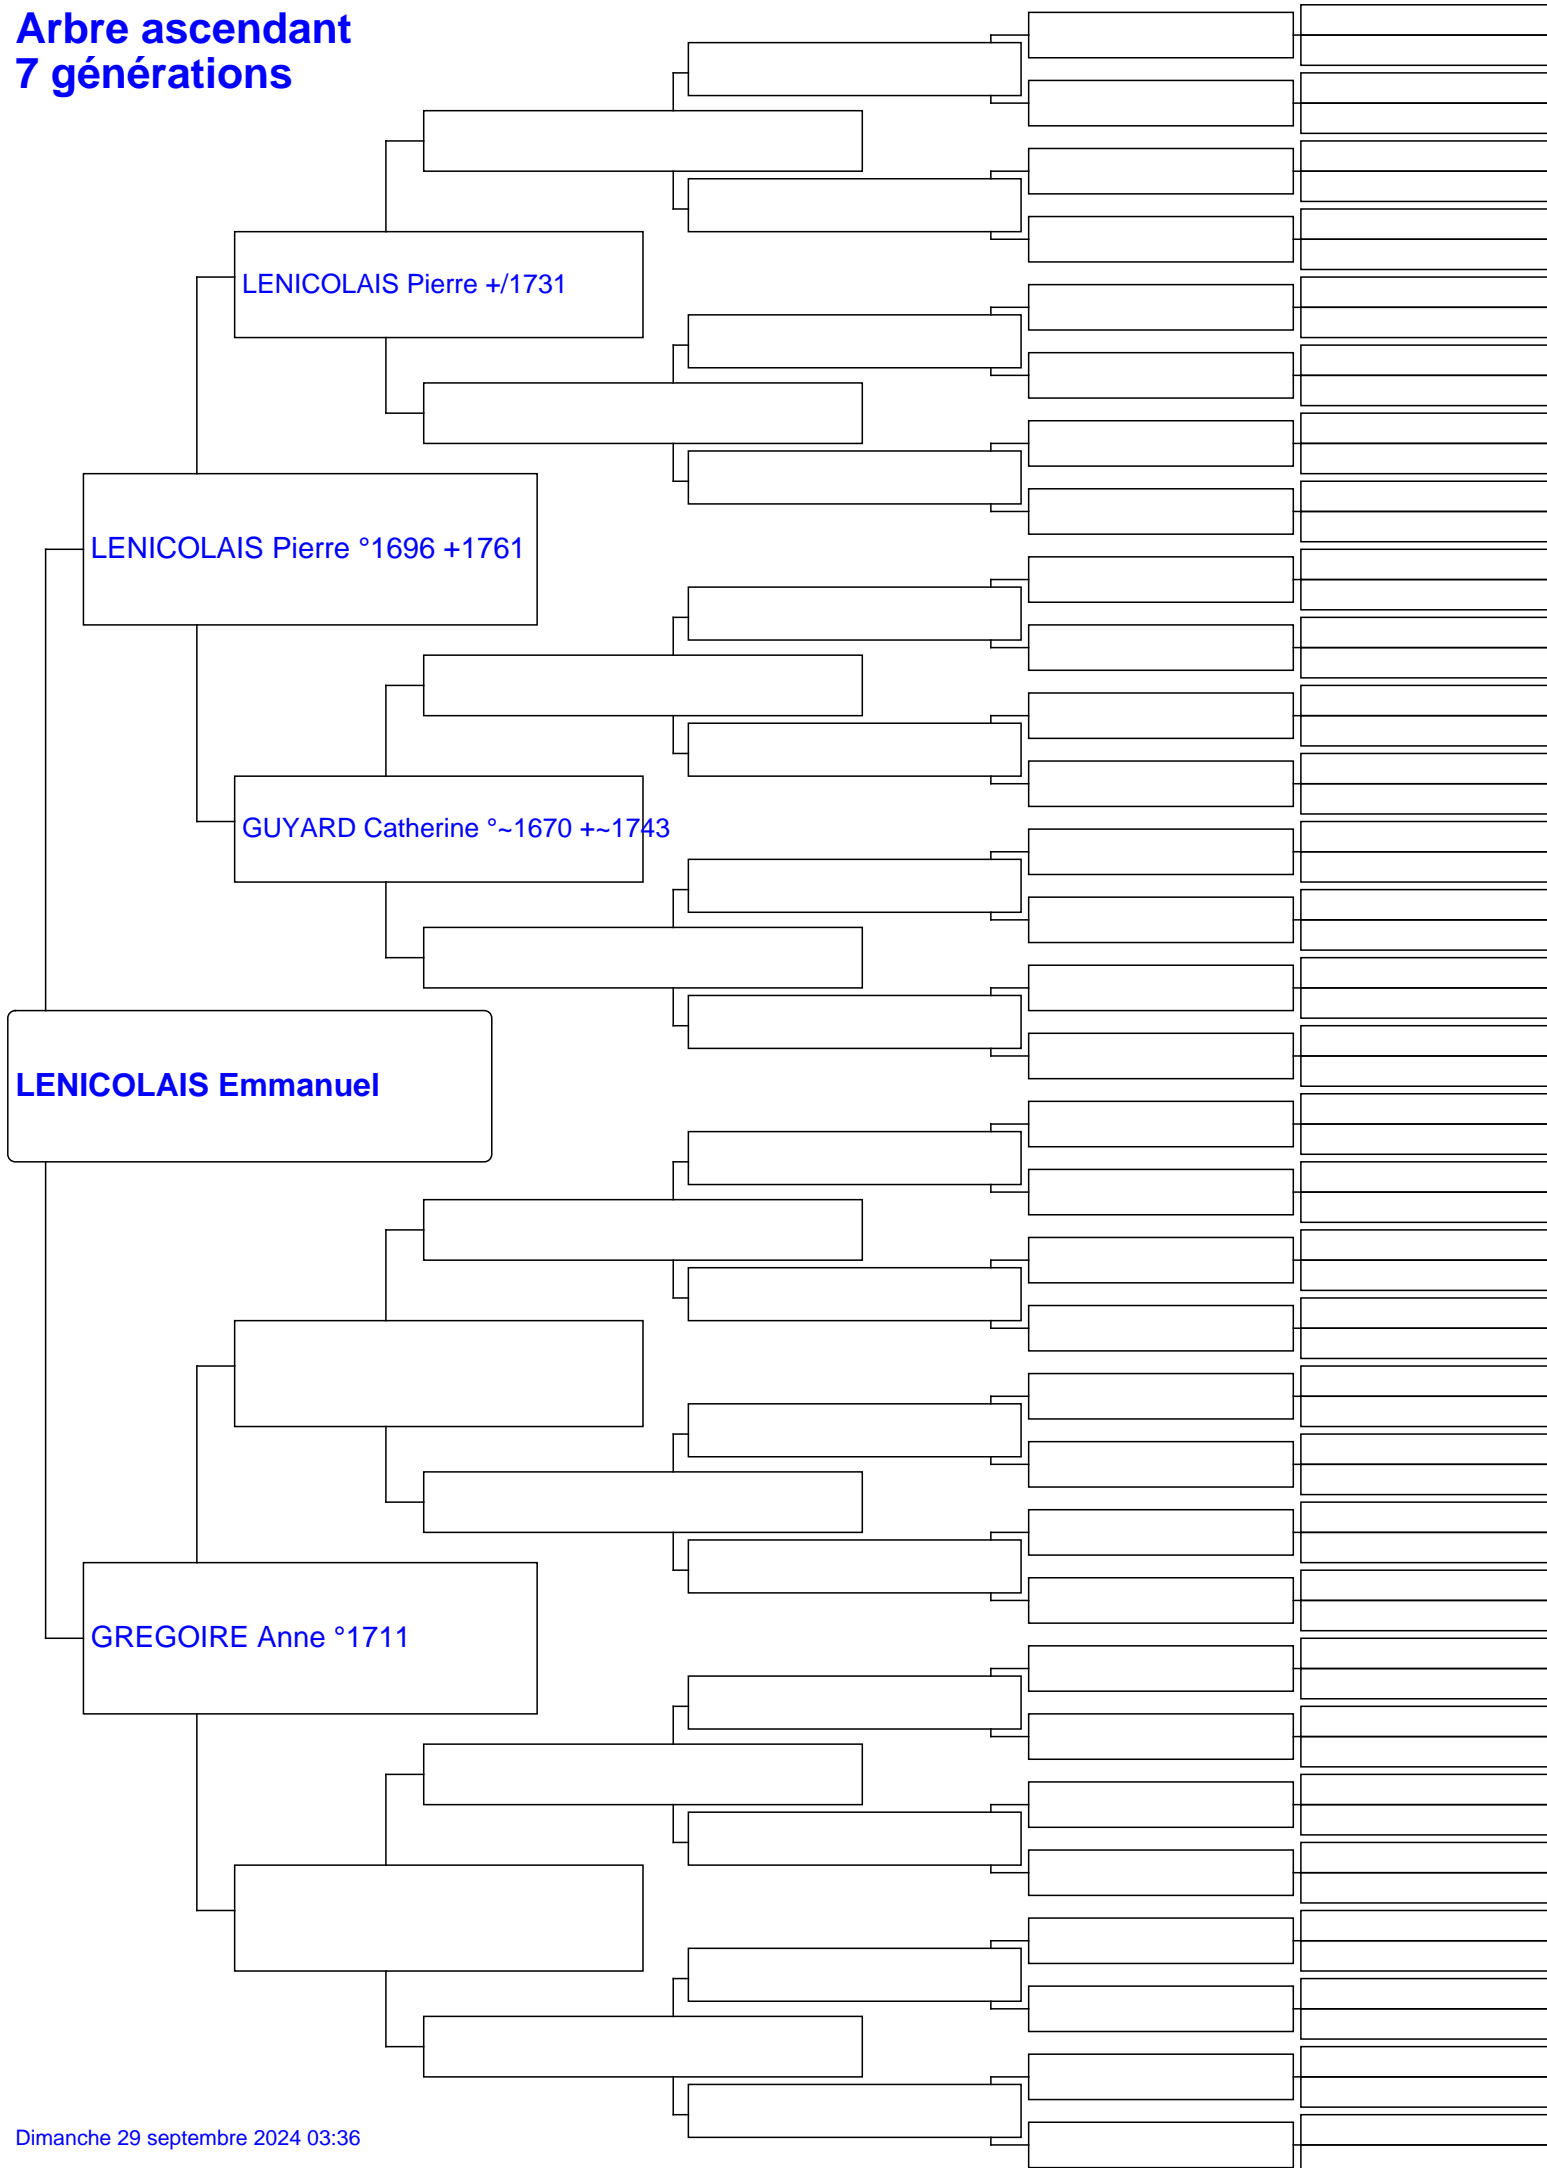 Arbre ascendant
7 générations
LENICOLAIS Pierre +/1731
LENICOLAIS Pierre °1696 +1761
GUYARD Catherine °~1670 +~1743
LENICOLAIS Emmanuel
GREGOIRE Anne °1711
Dimanche 29 septembre 2024 03:36